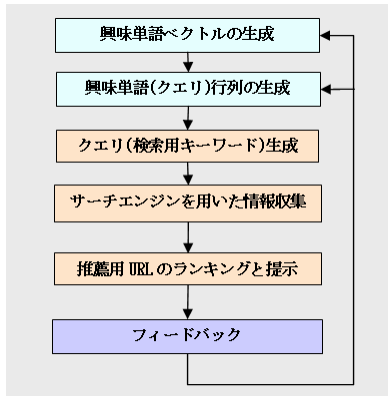 興味単語ベクトルの生成
興味単語(クエリ)行列の生成
クエリ(検索用キーワード)生成
サーチエンジンを用いた情報収集
推薦用URLのランキングと提示
フィードバック